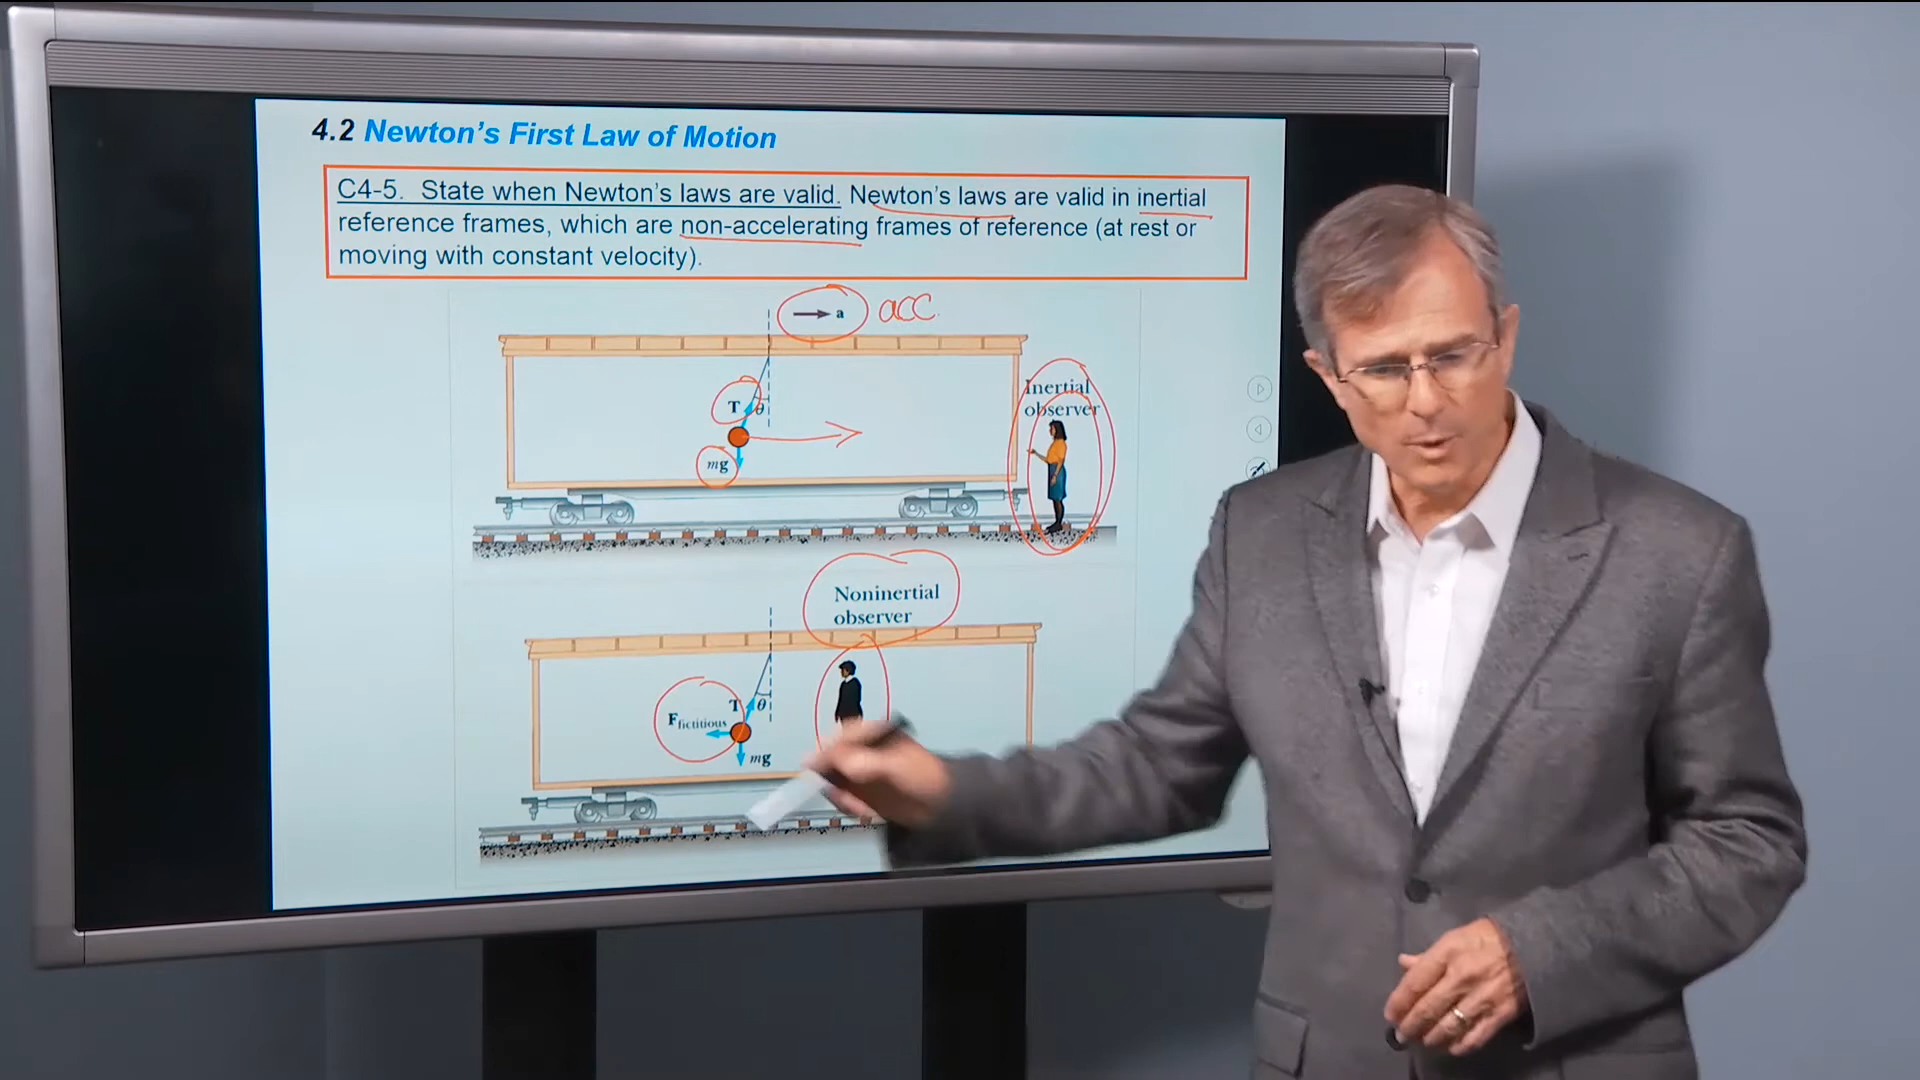 4.2 Newton's First Law of Motion
C4-5. State when Newton's laws are valid. Newton's laws are valid in inertial
reference frames, which are non-accelerating frames of reference (at rest or
moving with constant velocity).
a acc.
Inertial
observer
T θ
mg
Noninertial
observer
T θ
Ffictitious
mg